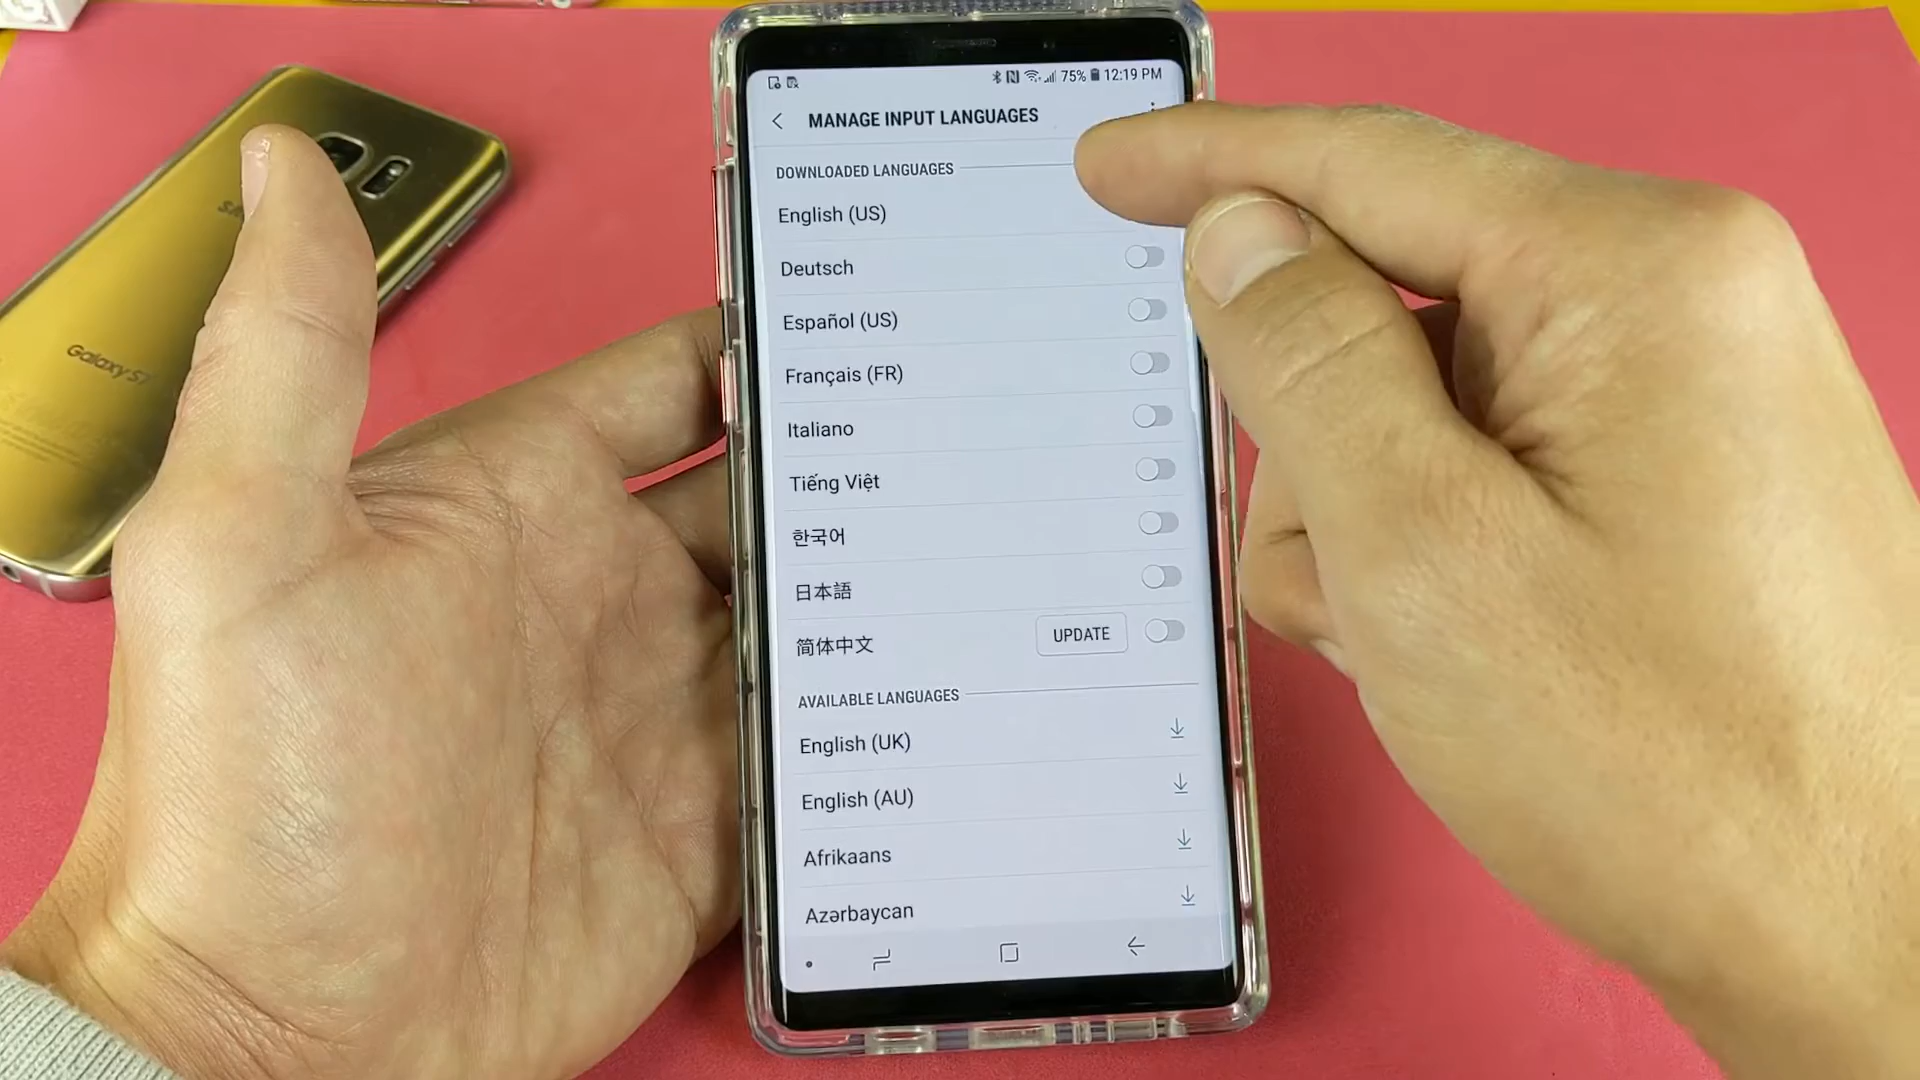 75% 12:19 PM
MANAGE INPUT LANGUAGES
DOWNLOADED LANGUAGES
English (US)
Deutsch
Español (US)
Français (FR)
Italiano
Tiếng Việt
한국어
日本語
简体中文 UPDATE
AVAILABLE LANGUAGES
English (UK)
English (AU)
Afrikaans
Azərbaycan
Galaxy S7